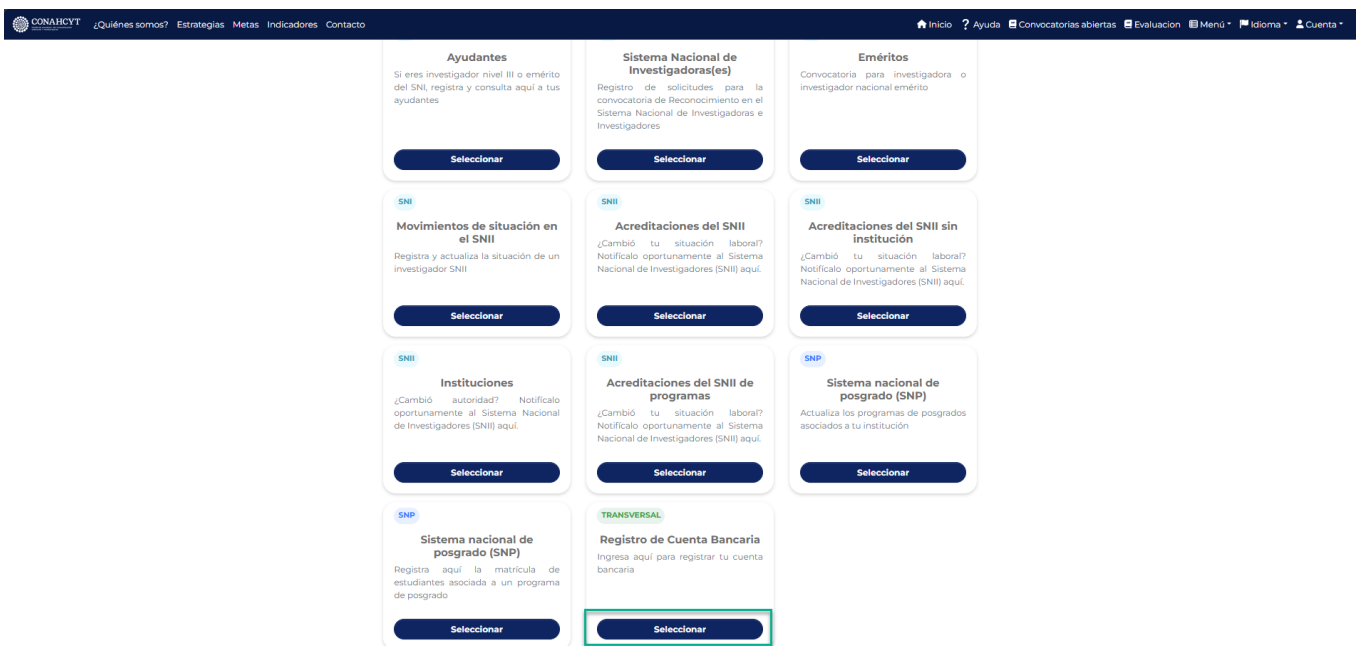 CONAHCYT ¿Quiénes somos? Estrategias Metas Indicadores Contacto Inicio ? Ayuda Convocatorias abiertas Evaluacion Menú Idioma Cuenta
Ayudantes
Si eres investigador nivel III o emérito
del SNI, registra y consulta aquí a tus
ayudantes
Seleccionar
Sistema Nacional de
Investigadoras(es)
Registro de solicitudes para la
convocatoria de Reconocimiento en el
Sistema Nacional de Investigadoras e
Investigadores
Seleccionar
Eméritos
Convocatoria para investigadora o
investigador nacional emérito
Seleccionar
SNI
Movimientos de situación en
el SNII
Registra y actualiza la situación de un
investigador SNII
Seleccionar
SNII
Acreditaciones del SNII
¿Cambió tu situación laboral?
Notifícalo oportunamente al Sistema
Nacional de Investigadores (SNII) aquí.
Seleccionar
SNII
Acreditaciones del SNII sin
institución
¿Cambió tu situación laboral?
Notifícalo oportunamente al Sistema
Nacional de Investigadores (SNII) aquí.
Seleccionar
SNII
Instituciones
¿Cambió autoridad? Notifícalo
oportunamente al Sistema Nacional
de Investigadores (SNII) aquí.
Seleccionar
SNII
Acreditaciones del SNII de
programas
¿Cambió tu situación laboral?
Notifícalo oportunamente al Sistema
Nacional de Investigadores (SNII) aquí.
Seleccionar
SNP
Sistema nacional de
posgrado (SNP)
Actualiza los programas de posgrados
asociados a tu institución
Seleccionar
SNP
Sistema nacional de
posgrado (SNP)
Registra aquí la matrícula de
estudiantes asociada a un programa
de posgrado
Seleccionar
TRANSVERSAL
Registro de Cuenta Bancaria
Ingresa aquí para registrar tu cuenta
bancaria
Seleccionar